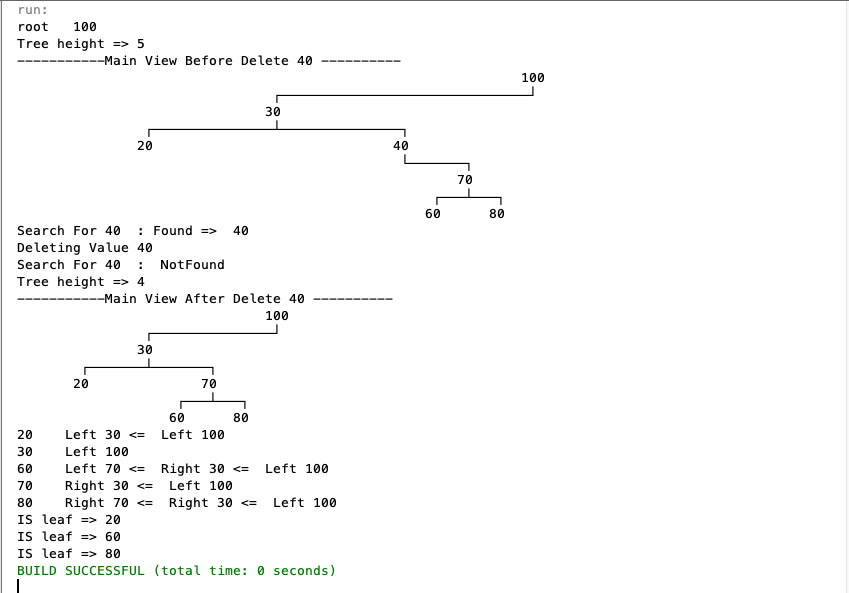 run:
root   100
Tree height => 5
-----------Main View Before Delete 40 ----------
100
30
20 40
70
60 80
Search For 40  : Found =>  40
Deleting Value 40
Search For 40  :  NotFound
Tree height => 4
-----------Main View After Delete 40 ----------
100
30
20 70
60 80
20    Left 30 <=  Left 100
30    Left 100
60    Left 70 <=  Right 30 <=  Left 100
70    Right 30 <=  Left 100
80    Right 70 <=  Right 30 <=  Left 100
IS leaf => 20
IS leaf => 60
IS leaf => 80
BUILD SUCCESSFUL (total time: 0 seconds)